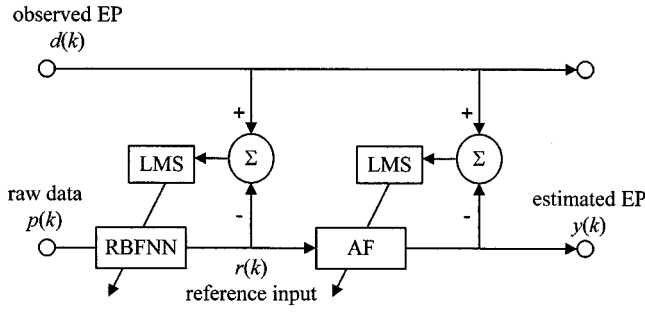 observed EP
d(k)
+
+
LMS
Σ
LMS
Σ
raw data
p(k)
-
-
estimated EP
y(k)
RBFNN
r(k)
reference input
AF